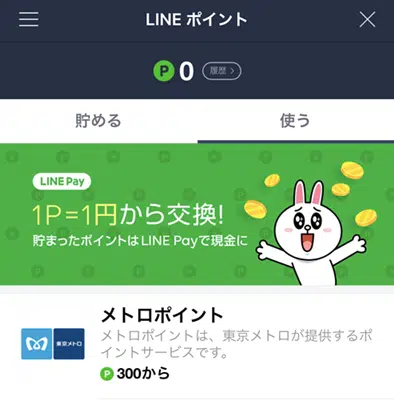 LINE ポイント
P 0 履歴 >
貯める
使う
LINE Pay
1P=1円から交換!
貯まったポイントはLINE Payで現金に
メトロポイント
メトロポイントは、東京メトロが提供するポ
イントサービスです。
東京メトロ
P 300から